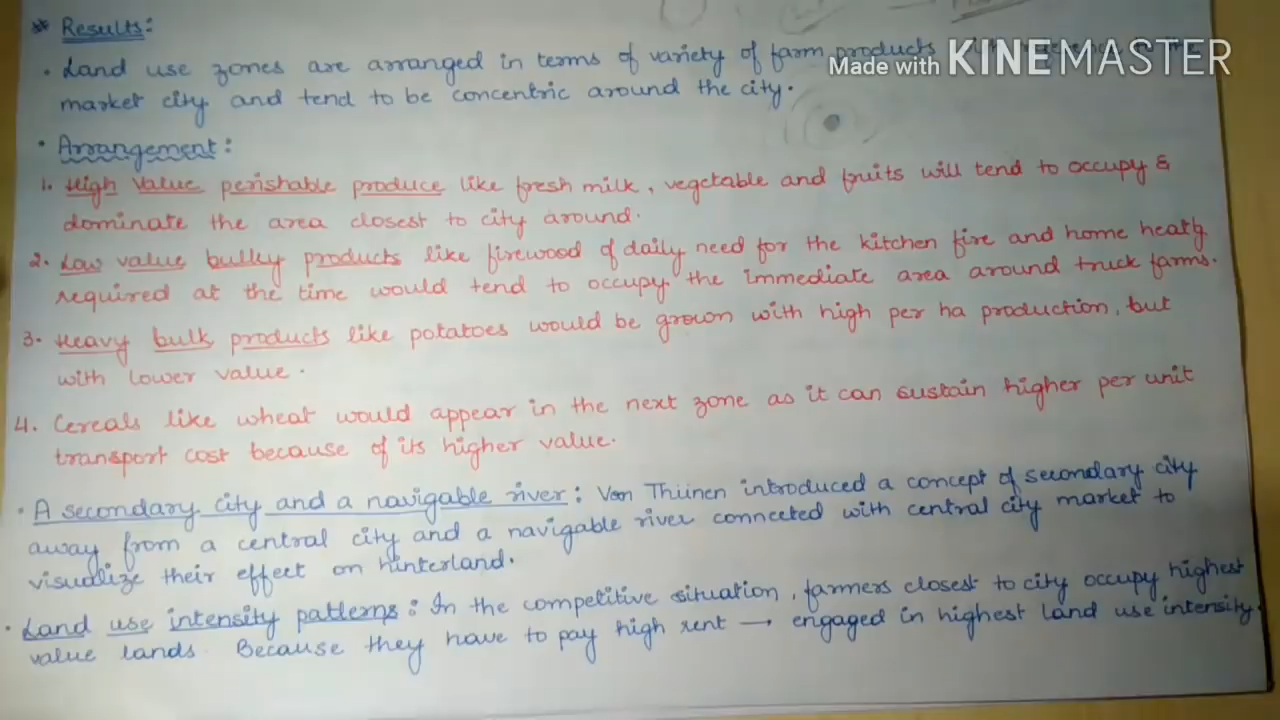 * Results:
• Land use zones are arranged in terms of variety of farm products
Made with KINEMASTER
market city and tend to be concentric around the city.
• Arrangement:
1. High value perishable produce like fresh milk, vegetable and fruits will tend to occupy &
dominate the area closest to city around.
2. Low value bulky products like firewood of daily need for the kitchen fire and home heatg
required at the time would tend to occupy the immediate area around truck farms.
3. Heavy bulk products like potatoes would be grown with high per ha production, but
with lower value.
4. Cereals like wheat would appear in the next zone as it can sustain higher per unit
transport cost because of its higher value.
• A secondary city and a navigable river: Von Thünen introduced a concept of secondary city
away from a central city and a navigable river connected with central city market to
visualize their effect on hinterland.
• Land use intensity patterns: In the competitive situation, farmers closest to city occupy highest
value lands. Because they have to pay high rent → engaged in highest land use intensity.